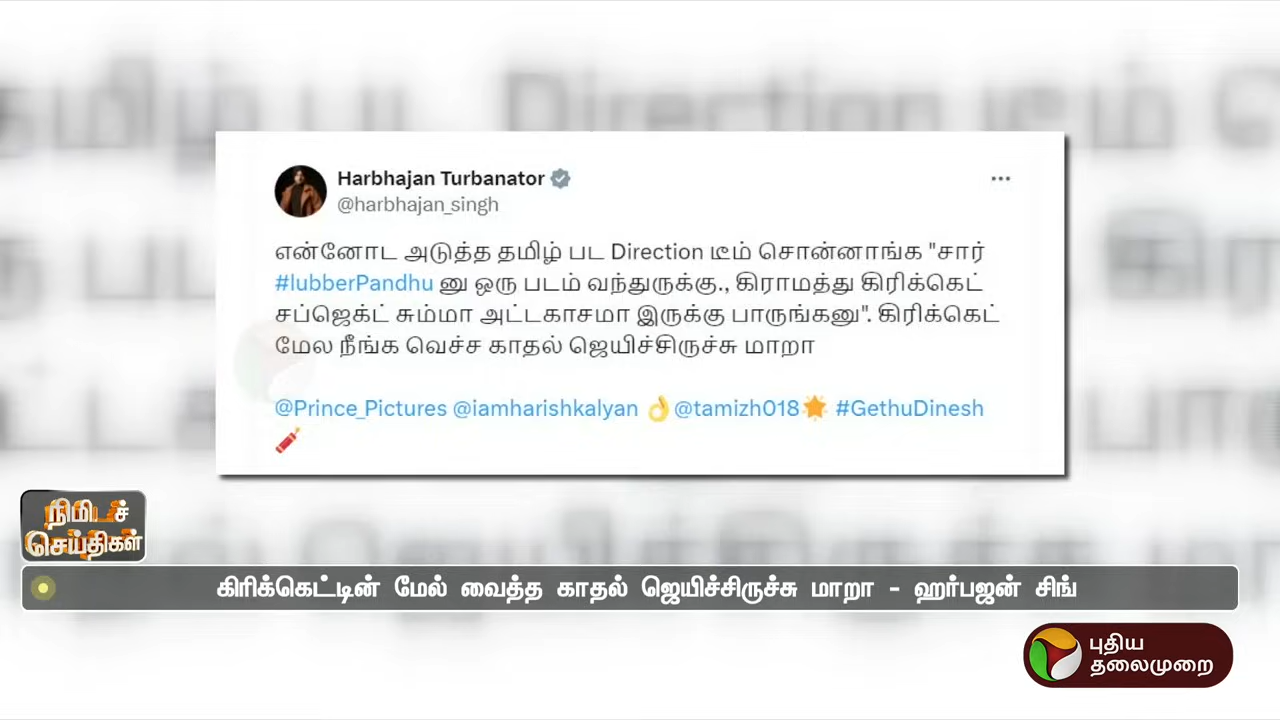 Harbhajan Turbanator
@harbhajan_singh
என்னோட அடுத்த தமிழ் பட Direction டீம் சொன்னாங்க "சார்
#lubberPandhu னு ஒரு படம் வந்துருக்கு., கிராமத்து கிரிக்கெட்
சப்ஜெக்ட் சும்மா அட்டகாசமா இருக்கு பாருங்கனு". கிரிக்கெட்
மேல நீங்க வெச்ச காதல் ஜெயிச்சிருச்சு மாறா
@Prince_Pictures @iamharishkalyan 👌@tamizh018🌟 #GethuDinesh
🧨
நிமிடச்
செய்திகள்
கிரிக்கெட்டின் மேல் வைத்த காதல் ஜெயிச்சிருச்சு மாறா - ஹர்பஜன் சிங்
புதிய
தலைமுறை